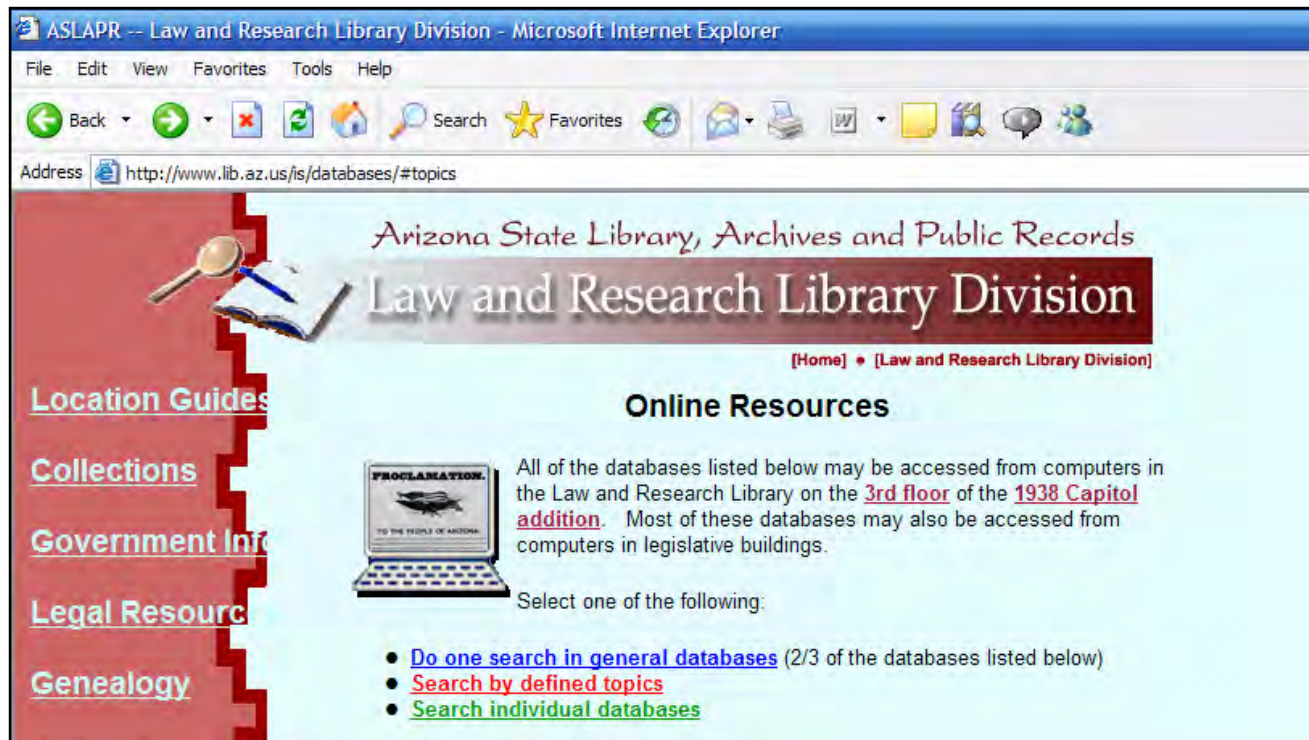 ASLAPR -- Law and Research Library Division - Microsoft Internet Explorer
File Edit View Favorites Tools Help
Back Search Favorites
Address http://www.lib.az.us/is/databases/#topics
Arizona State Library, Archives and Public Records
Law and Research Library Division
[Home] • [Law and Research Library Division]
Location Guides
Collections
Government Info
Legal Resourc
Genealogy
Online Resources
PROCLAMATION.
TO THE PEOPLE OF ARIZONA
All of the databases listed below may be accessed from computers in
the Law and Research Library on the 3rd floor of the 1938 Capitol
addition. Most of these databases may also be accessed from
computers in legislative buildings.
Select one of the following:
• Do one search in general databases (2/3 of the databases listed below)
• Search by defined topics
• Search individual databases